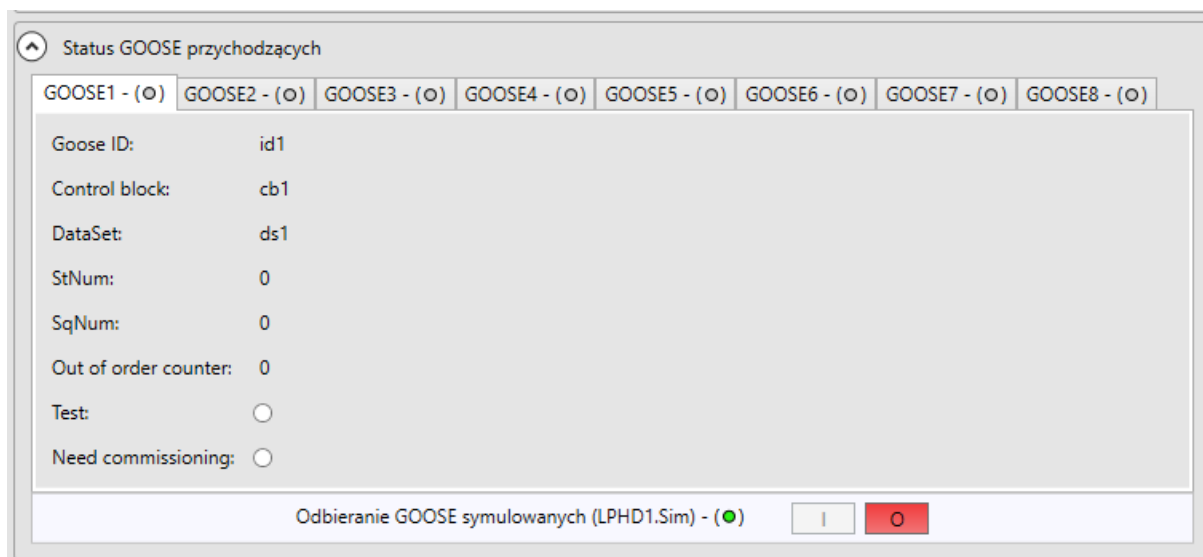 Status GOOSE przychodzących
GOOSE1 - (O) GOOSE2 - (O) GOOSE3 - (O) GOOSE4 - (O) GOOSE5 - (O) GOOSE6 - (O) GOOSE7 - (O) GOOSE8 - (O)
Goose ID: id1
Control block: cb1
DataSet: ds1
StNum: 0
SqNum: 0
Out of order counter: 0
Test:
Need commissioning:
Odbieranie GOOSE symulowanych (LPHD1.Sim) - (●) I O